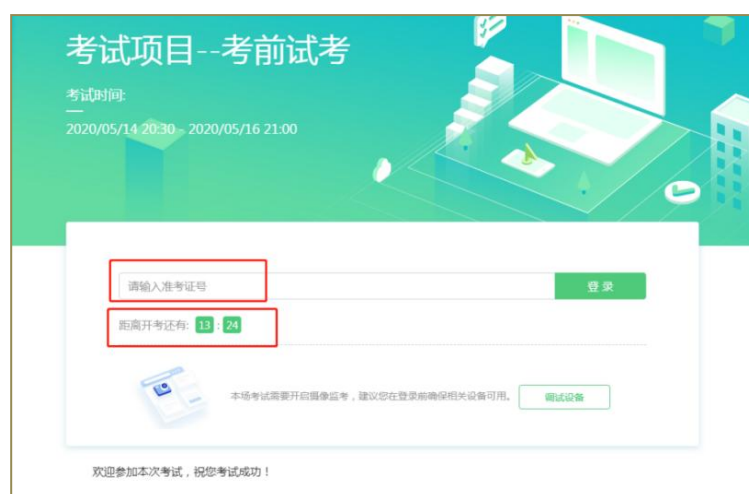 考试项目--考前试考
考试时间:
2020/05/14 20:30 - 2020/05/16 21:00
请输入准考证号
登 录
距离开考还有: 13 : 24
本场考试需要开启摄像监考，建议您在登录前确保相关设备可用。 调试设备
欢迎参加本次考试，祝您考试成功！